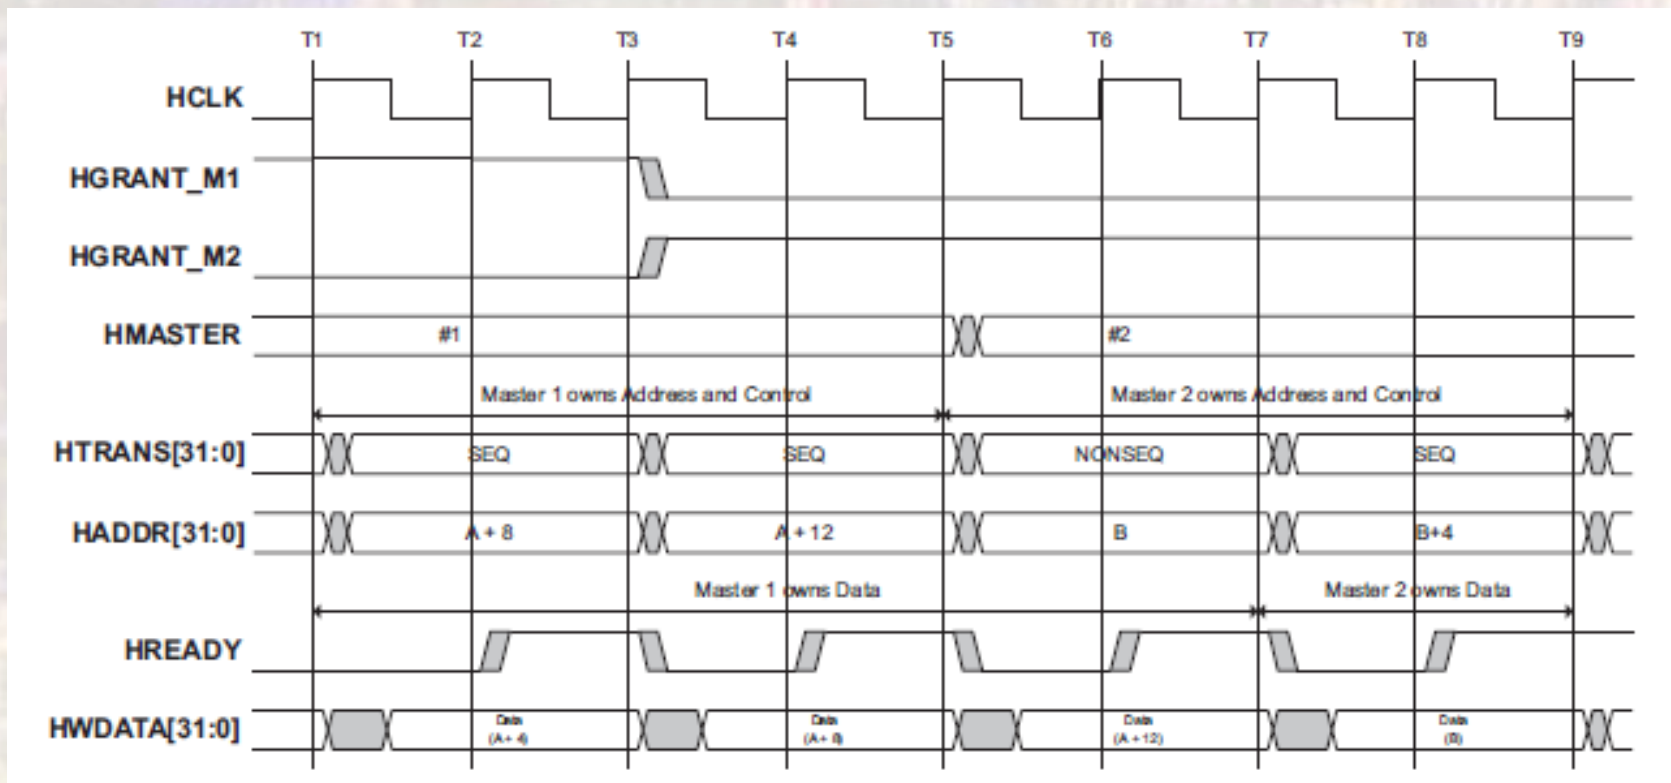 T1 T2 T3 T4 T5 T6 T7 T8 T9
HCLK
HGRANT_M1
HGRANT_M2
HMASTER #1 #2
Master 1 owns Address and Control Master 2 owns Address and Control
HTRANS[31:0] SEQ SEQ NONSEQ SEQ
HADDR[31:0] A + 8 A + 12 B B+4
Master 1 owns Data Master 2 owns Data
HREADY
HWDATA[31:0] Data Data Data Data
(A + 4) (A + 8) (A + 12) (B)